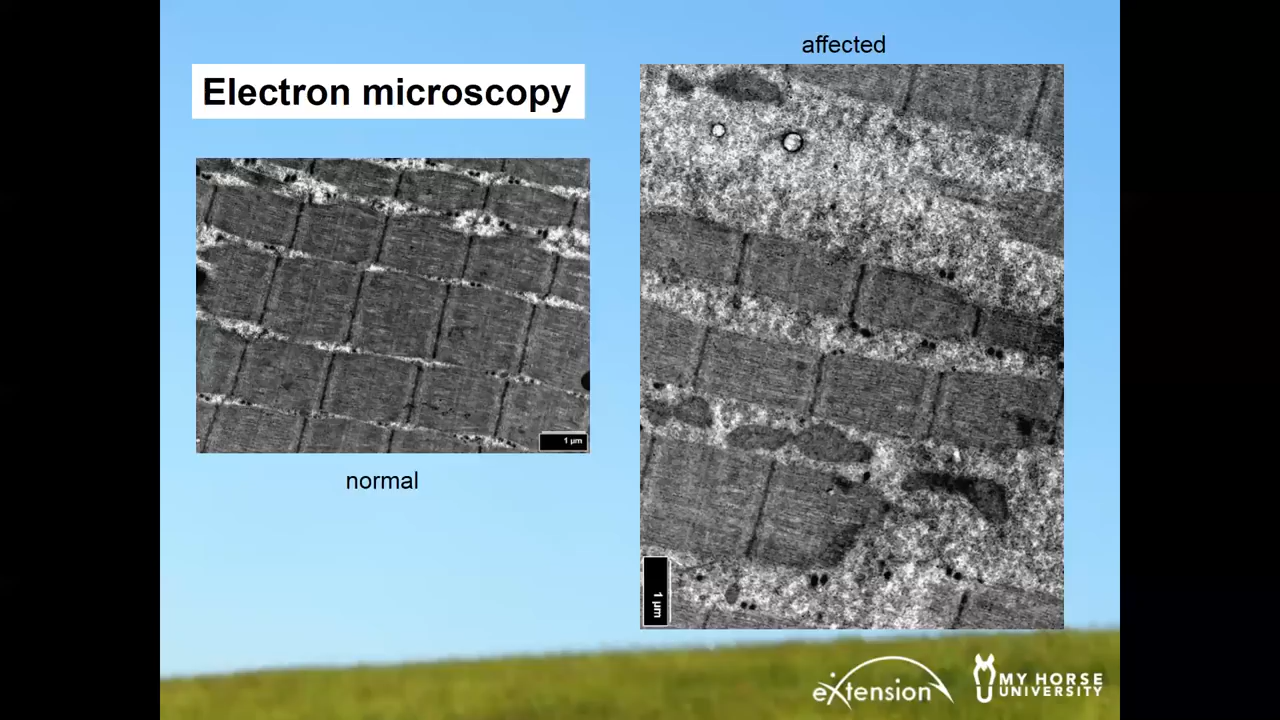 affected
Electron microscopy
1 µm
normal
1 µm
eXtension
MY HORSE
UNIVERSITY